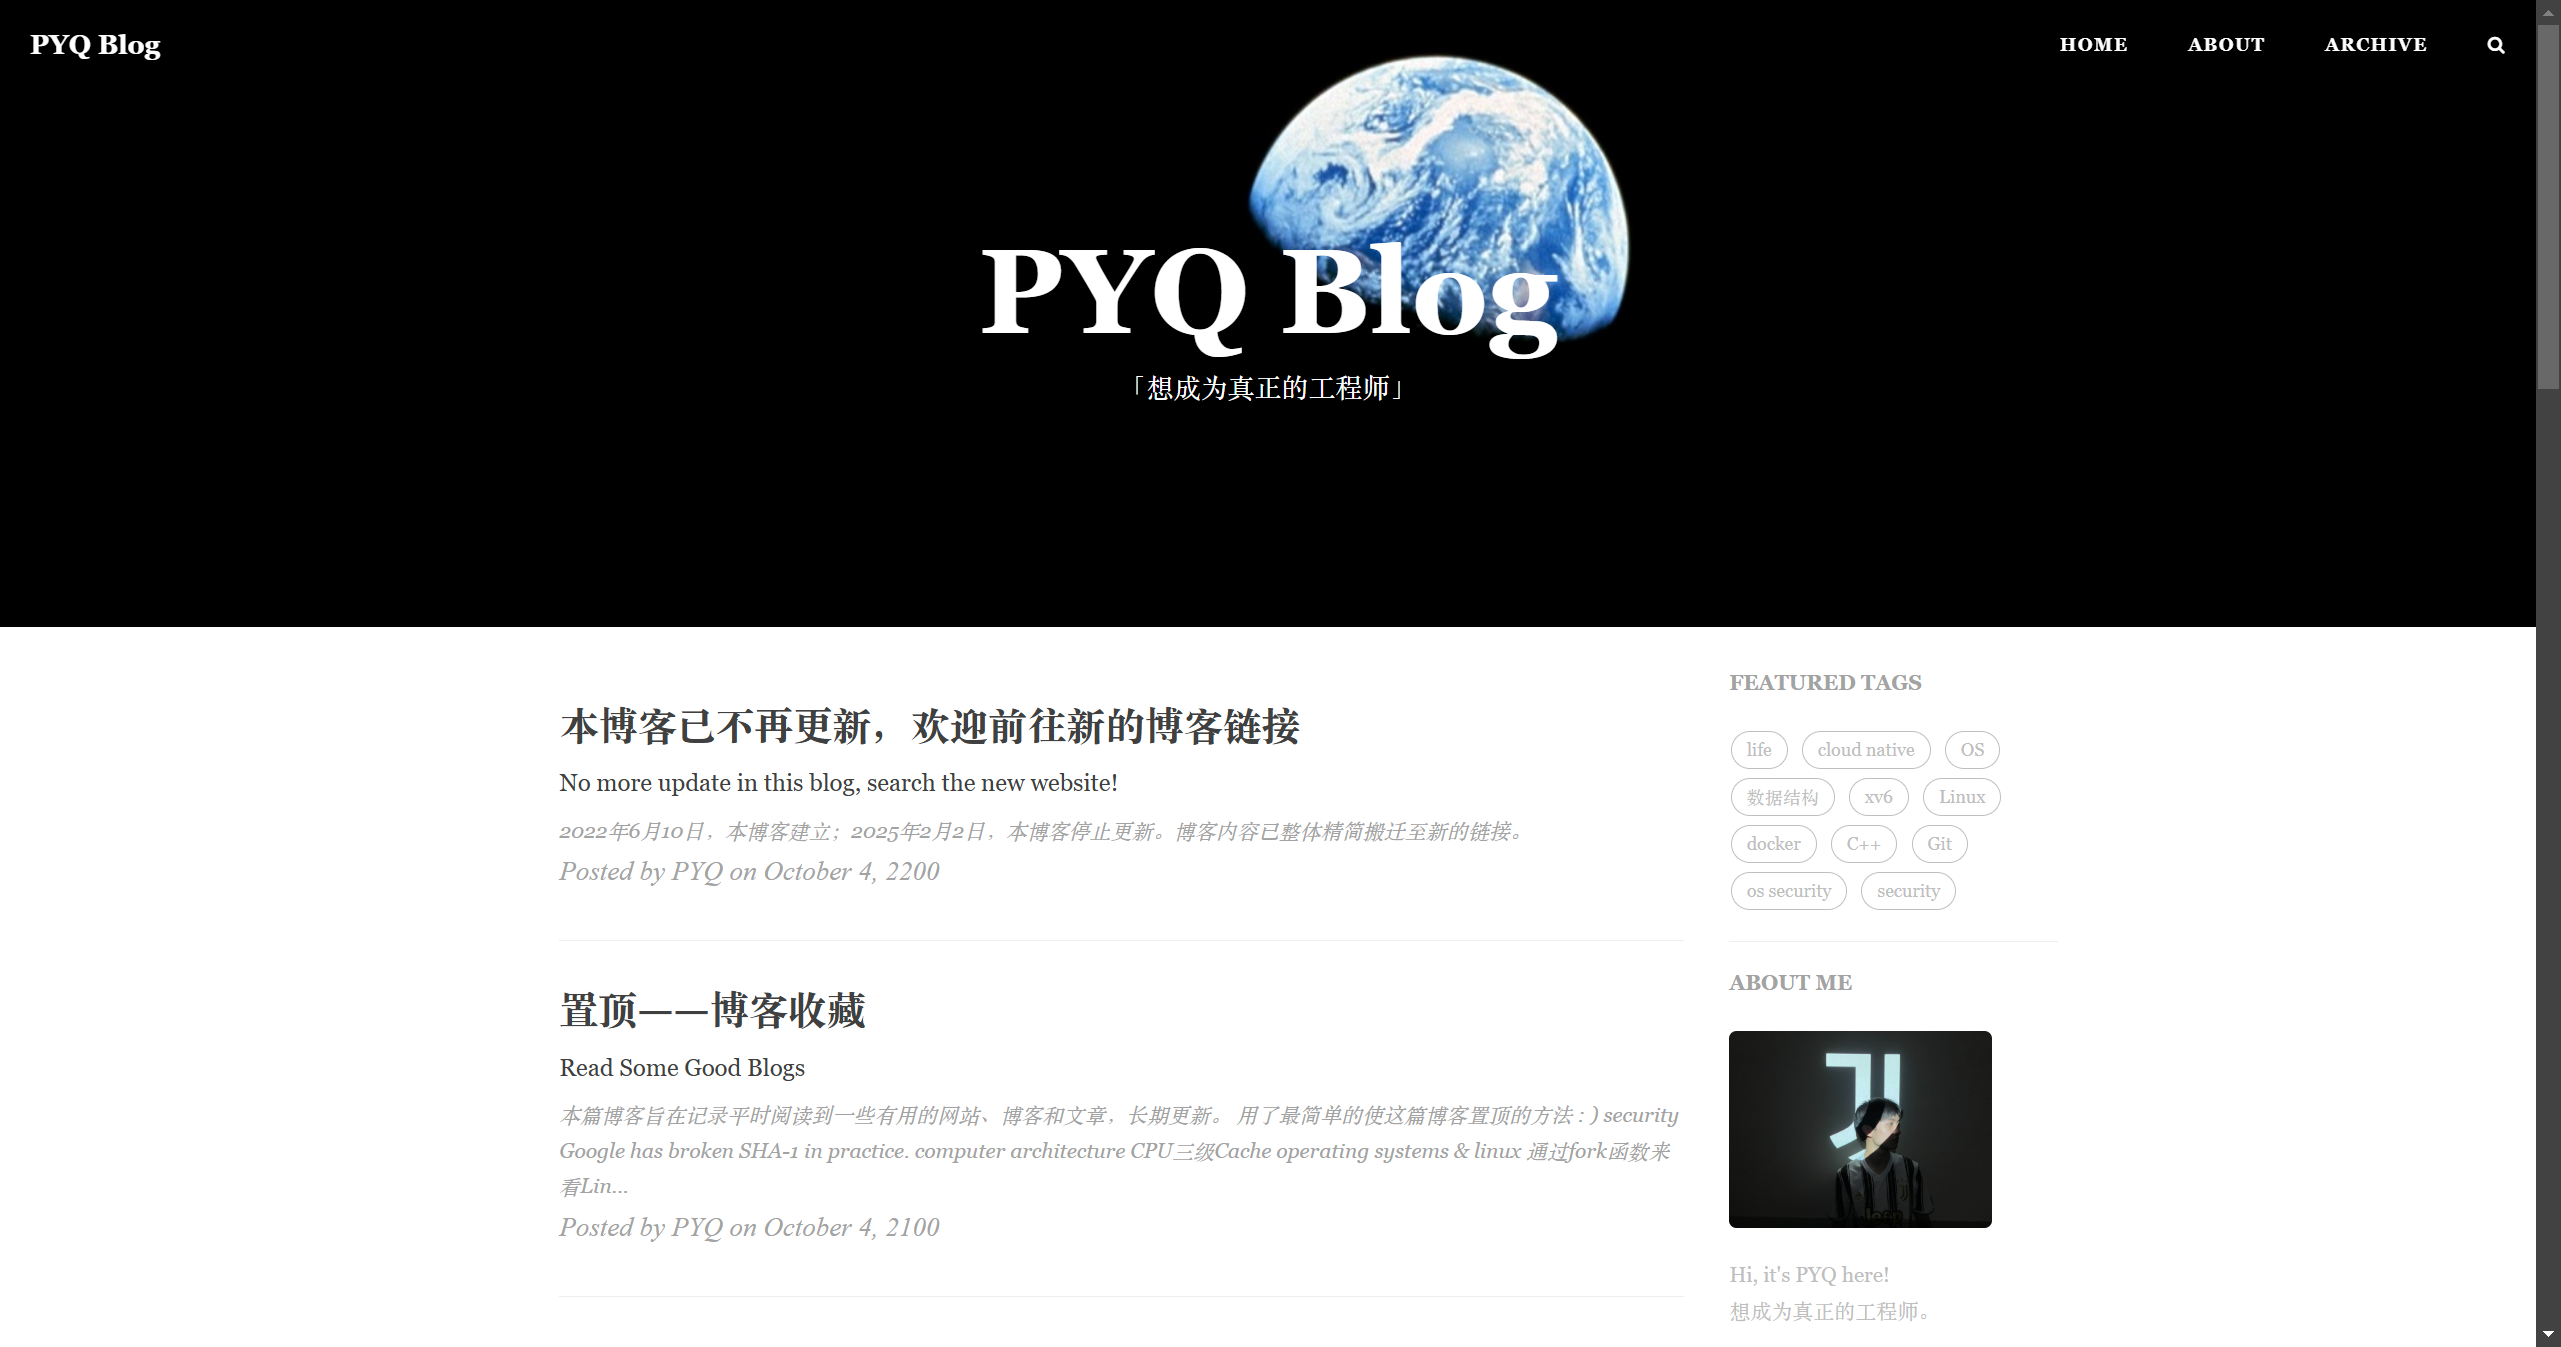 PYQ Blog
HOME ABOUT ARCHIVE
PYQ Blog
「想成为真正的工程师」
本博客已不再更新，欢迎前往新的博客链接
No more update in this blog, search the new website!
2022年6月10日，本博客建立；2025年2月2日，本博客停止更新。博客内容已整体精简搬迁至新的链接。
Posted by PYQ on October 4, 2200
置顶——博客收藏
Read Some Good Blogs
本篇博客旨在记录平时阅读到一些有用的网站、博客和文章，长期更新。 用了最简单的使这篇博客置顶的方法 : ) security
Google has broken SHA-1 in practice. computer architecture CPU三级Cache operating systems & linux 通过fork函数来
看Lin...
Posted by PYQ on October 4, 2100
FEATURED TAGS
life cloud native OS
数据结构 xv6 Linux
docker C++ Git
os security security
ABOUT ME
Hi, it's PYQ here!
想成为真正的工程师。